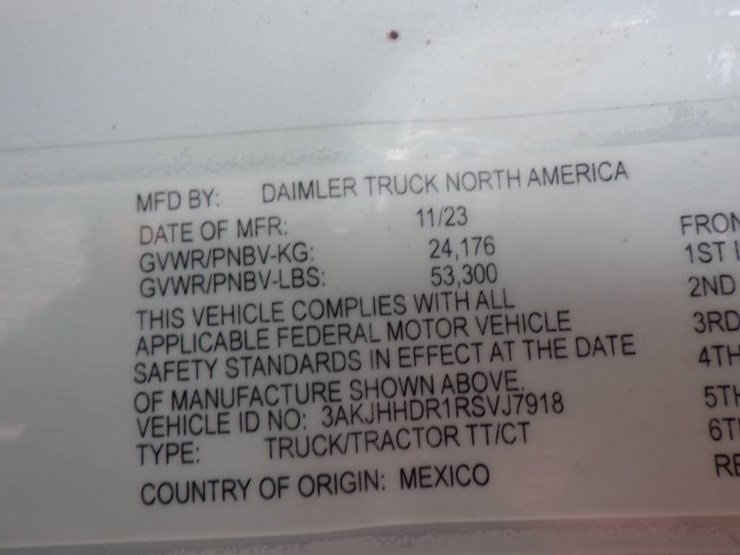 MFD BY: DAIMLER TRUCK NORTH AMERICA
DATE OF MFR: 11/23
GVWR/PNBV-KG: 24,176
GVWR/PNBV-LBS: 53,300
THIS VEHICLE COMPLIES WITH ALL
APPLICABLE FEDERAL MOTOR VEHICLE
SAFETY STANDARDS IN EFFECT AT THE DATE
OF MANUFACTURE SHOWN ABOVE.
VEHICLE ID NO: 3AKJHHDR1RSVJ7918
TYPE: TRUCK/TRACTOR TT/CT
COUNTRY OF ORIGIN: MEXICO
FRON
1ST I
2ND
3RD
4TH
5TH
6T
RE